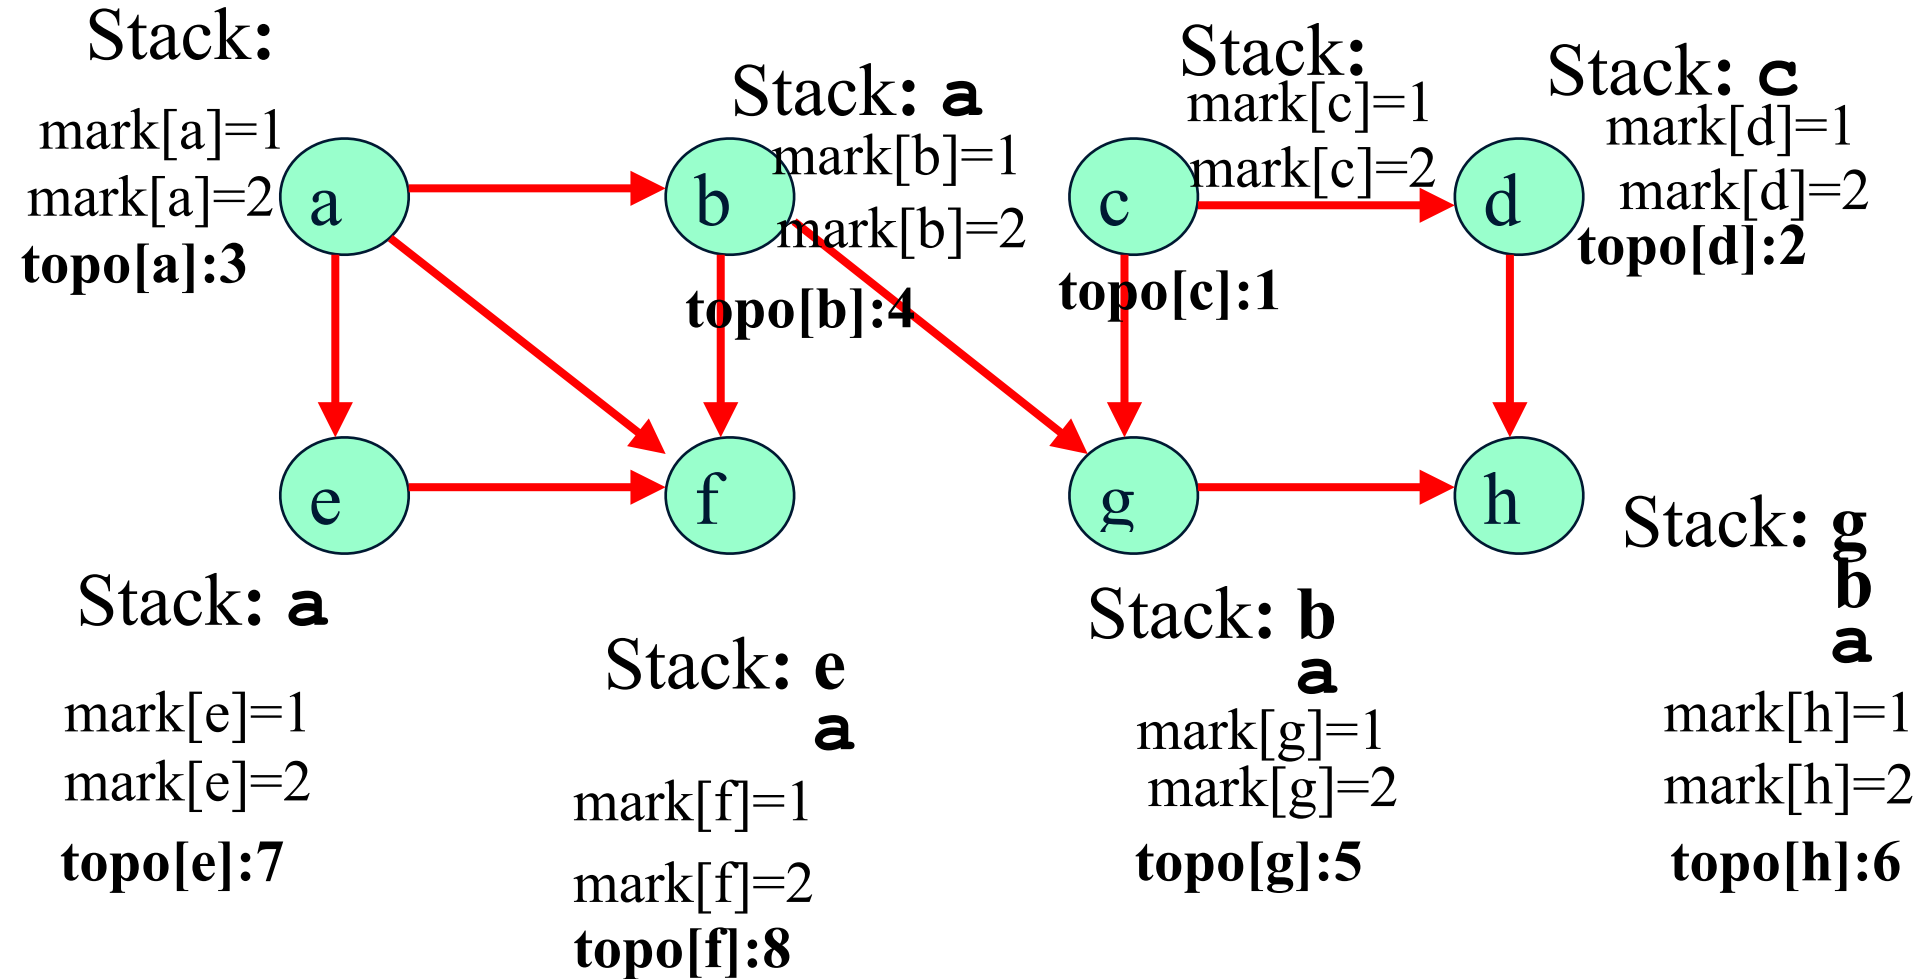 Stack:
mark[a]=1
mark[a]=2
topo[a]:3
a
Stack: a
mark[b]=1
mark[b]=2
b
topo[b]:4
Stack:
mark[c]=1
mark[c]=2
c
topo[c]:1
Stack: c
mark[d]=1
mark[d]=2
d
topo[d]:2
e
f
g
h
Stack: a
mark[e]=1
mark[e]=2
topo[e]:7
Stack: e
a
mark[f]=1
mark[f]=2
topo[f]:8
Stack: b
a
mark[g]=1
mark[g]=2
topo[g]:5
Stack: g
b
a
mark[h]=1
mark[h]=2
topo[h]:6